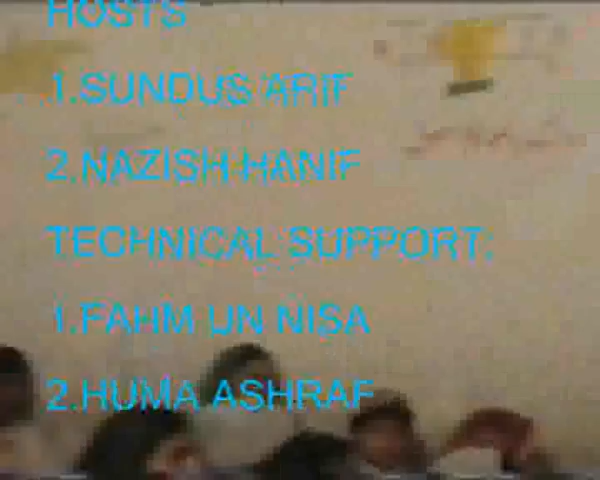 HOSTS
1.SUNDUS ARIF
2.NAZISH HANIF
TECHNICAL SUPPORT:
1.FAHM UN NISA
2.HUMA ASHRAF